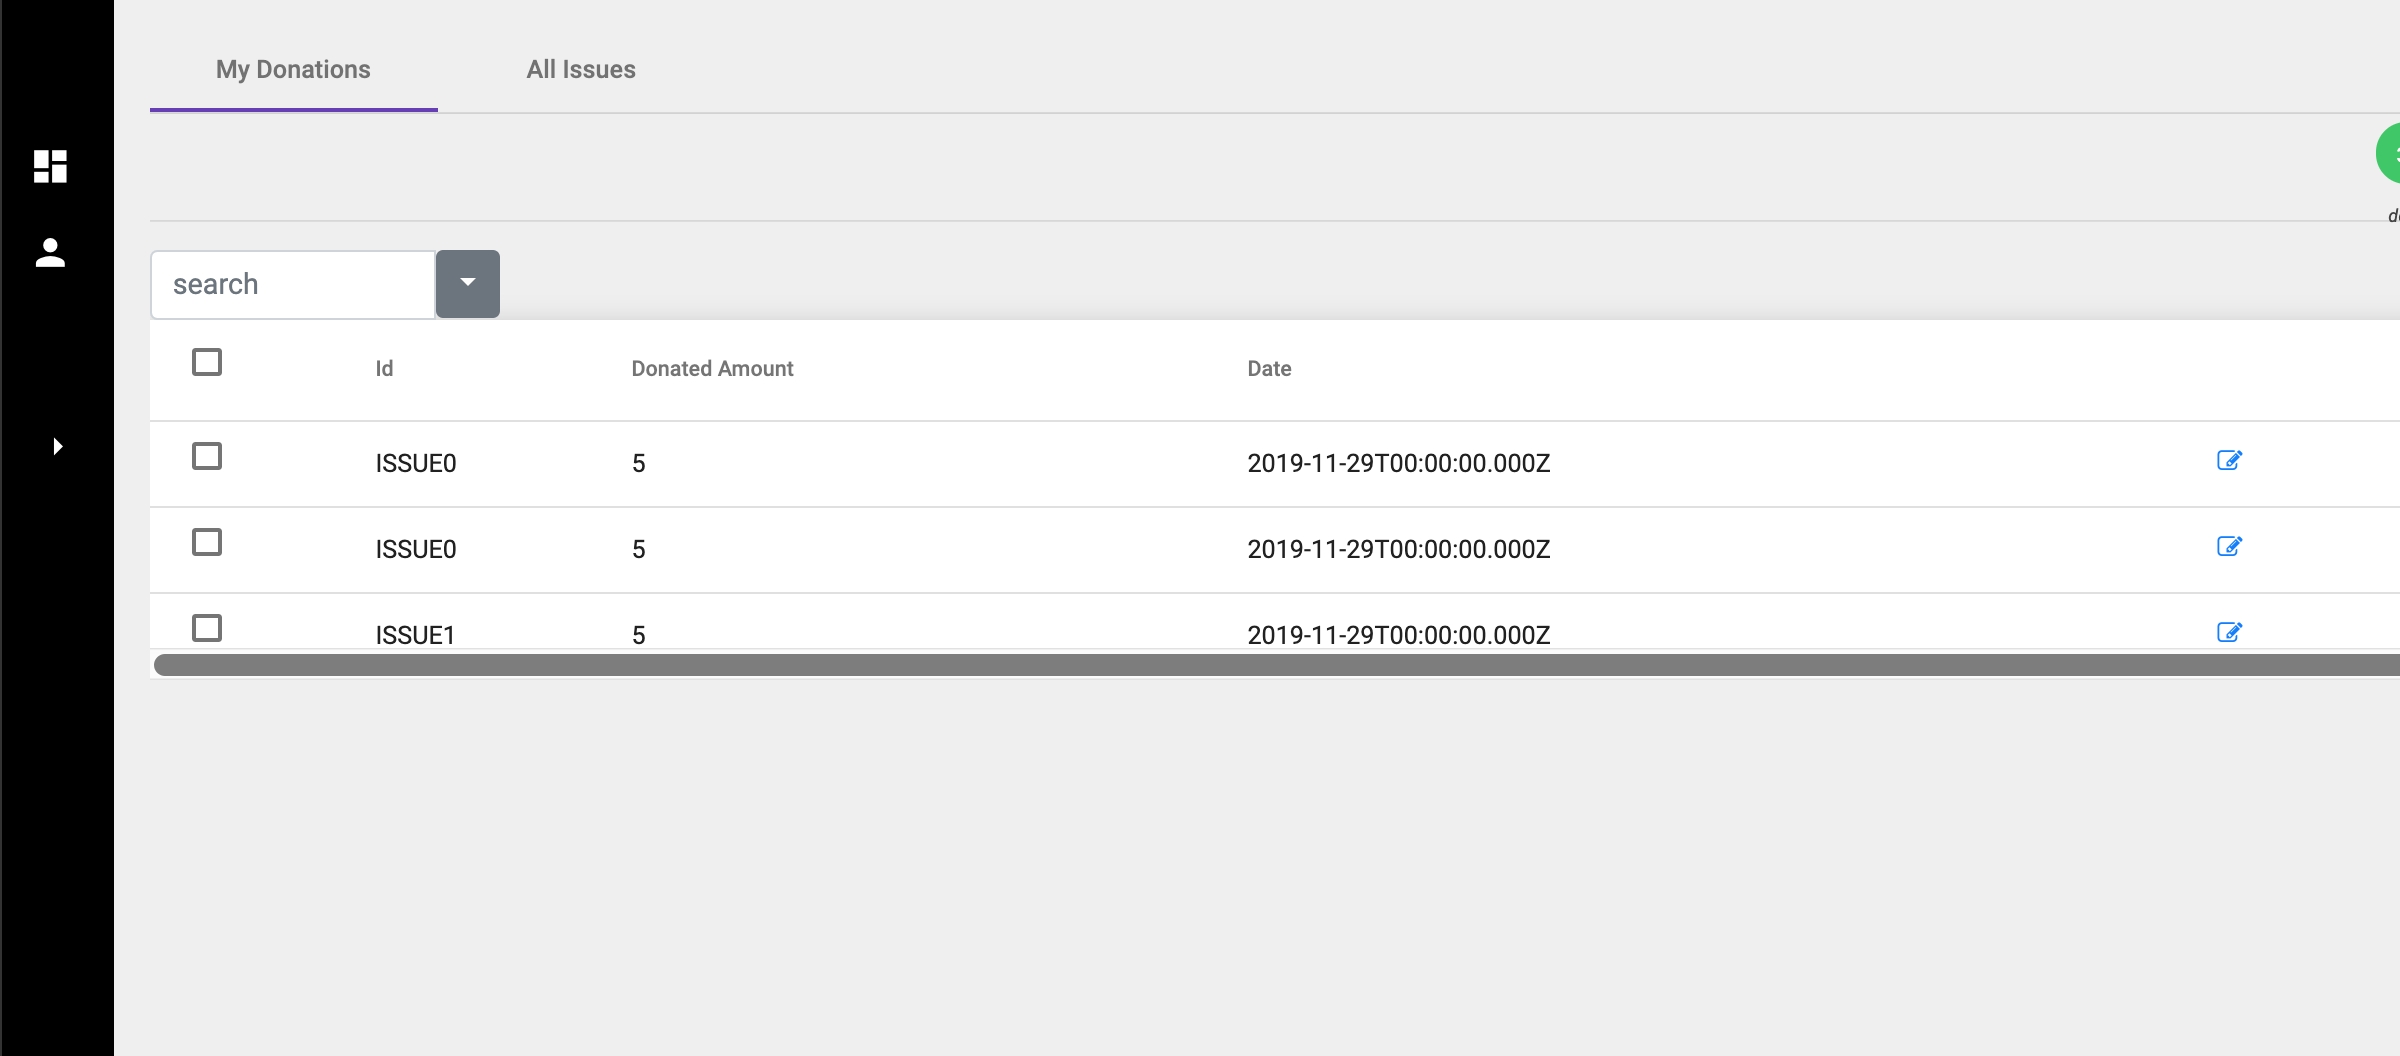 My Donations All Issues
search
Id Donated Amount Date
ISSUE0 5 2019-11-29T00:00:00.000Z
ISSUE0 5 2019-11-29T00:00:00.000Z
ISSUE1 5 2019-11-29T00:00:00.000Z